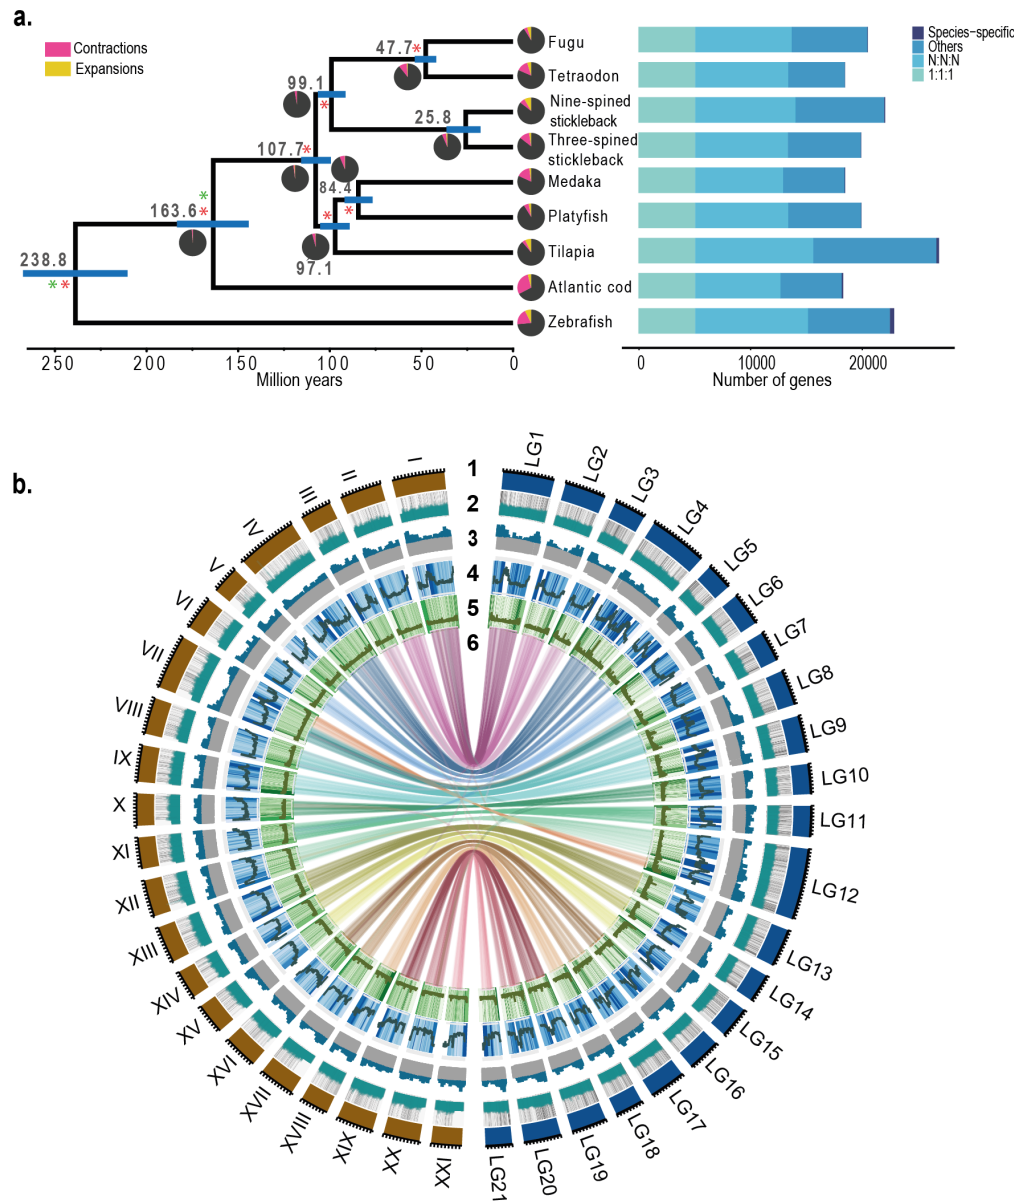 a.
Contractions
Expansions
47.7
*
99.1
*
25.8
107.7
*
84.4
*
*
97.1
*
163.6
*
238.8
* *
Fugu
Tetraodon
Nine-spined
stickleback
Three-spined
stickleback
Medaka
Platyfish
Tilapia
Atlantic cod
Zebrafish
250 200 150 100 50 0
Million years
Species-specific
Others
N:N:N
1:1:1
0 10000 20000
Number of genes
b.
1
2
3
4
5
6
I
II
III
IV
V
VI
VII
VIII
IX
X
XI
XII
XIII
XIV
XV
XVI
XVII
XVIII
XIX
XX
XXI
LG1
LG2
LG3
LG4
LG5
LG6
LG7
LG8
LG9
LG10
LG11
LG12
LG13
LG14
LG15
LG16
LG17
LG18
LG19
LG20
LG21